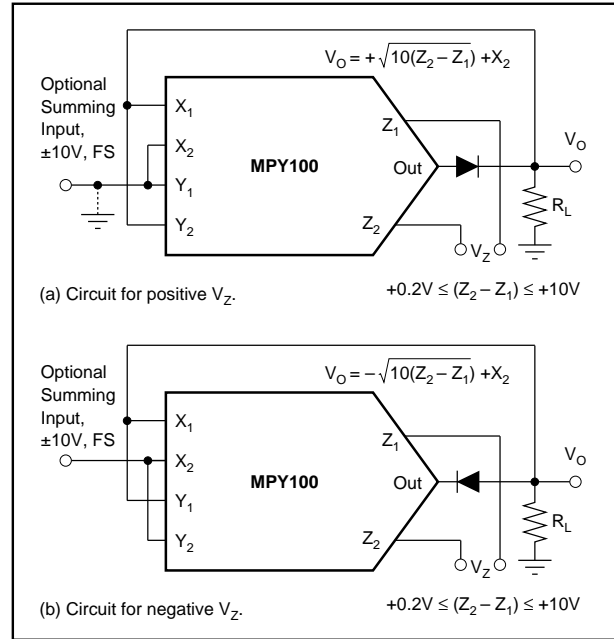 V_O = +√10(Z_2 – Z_1) +X_2
Optional
Summing
Input,
±10V, FS
X_1
X_2
Y_1
Y_2
MPY100
Z_1
Out
Z_2
V_O
R_L
V_Z
(a) Circuit for positive V_Z.
+0.2V ≤ (Z_2 – Z_1) ≤ +10V
V_O = –√10(Z_2 – Z_1) +X_2
Optional
Summing
Input,
±10V, FS
X_1
X_2
Y_1
Y_2
MPY100
Z_1
Out
Z_2
V_O
R_L
V_Z
(b) Circuit for negative V_Z.
+0.2V ≤ (Z_2 – Z_1) ≤ +10V